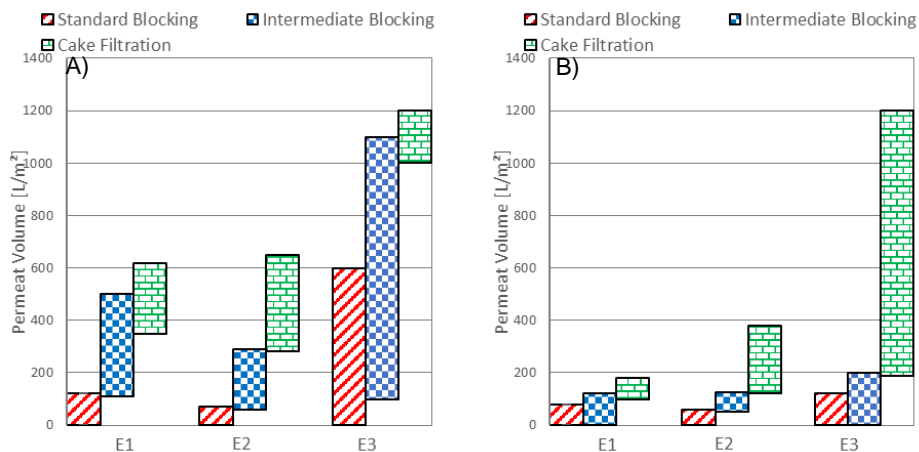 Standard Blocking Intermediate Blocking
Cake Filtration
A)
1400
1200
1000
800
600
400
200
0
Permeat Volume [L/m²]
E1 E2 E3
Standard Blocking Intermediate Blocking
Cake Filtration
B)
1400
1200
1000
800
600
400
200
0
Permeat Volume [L/m²]
E1 E2 E3